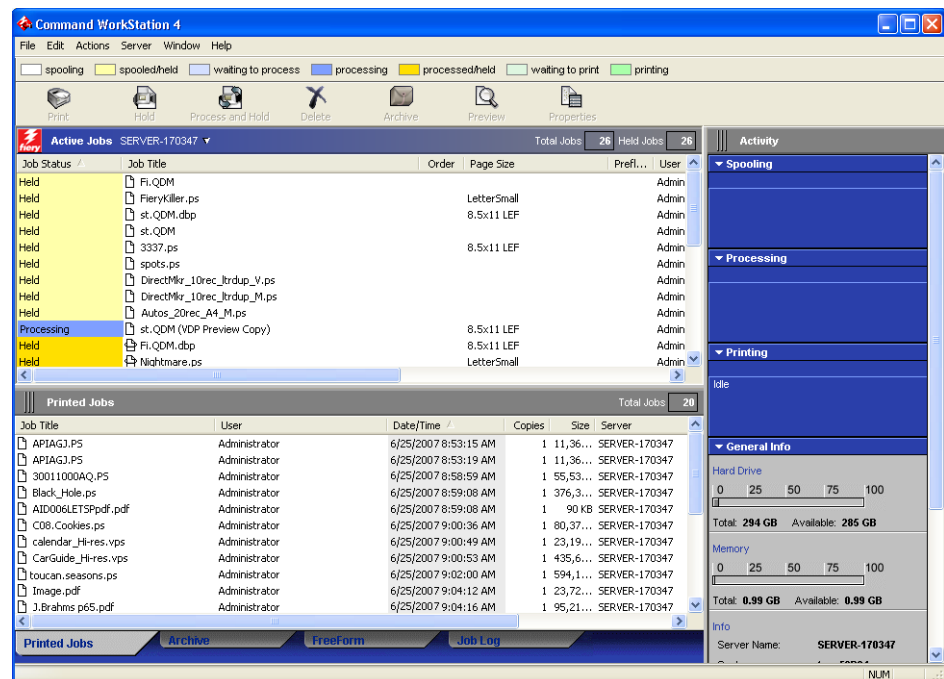 Command WorkStation 4
File Edit Actions Server Window Help
spooling spooled/held waiting to process processing processed/held waiting to print printing
Print Hold Process and Hold Delete Archive Preview Properties
fiery Active Jobs SERVER-170347 Total Jobs 26 Held Jobs 26
Job Status Job Title Order Page Size Prefl... User
Held Fi.QDM Admin
Held FieryKiller.ps LetterSmall Admin
Held st.QDM.dbp 8.5x11 LEF Admin
Held st.QDM Admin
Held 3337.ps 8.5x11 LEF Admin
Held spots.ps Admin
Held DirectMkr_10rec_ltrdup_V.ps Admin
Held DirectMkr_10rec_ltrdup_M.ps Admin
Held Autos_20rec_A4_M.ps Admin
Processing st.QDM (VDP Preview Copy) 8.5x11 LEF Admin
Held Fi.QDM.dbp 8.5x11 LEF Admin
Held Nightmare.ps LetterSmall Admin
Printed Jobs Total Jobs 20
Job Title User Date/Time Copies Size Server
APIAGJ.PS Administrator 6/25/2007 8:53:15 AM 1 11,36... SERVER-170347
APIAGJ.PS Administrator 6/25/2007 8:53:19 AM 1 11,36... SERVER-170347
30011000AQ.PS Administrator 6/25/2007 8:58:59 AM 1 55,53... SERVER-170347
Black_Hole.ps Administrator 6/25/2007 8:59:08 AM 1 376,3... SERVER-170347
AID006LETSPpdf.pdf Administrator 6/25/2007 8:59:08 AM 1 90 KB SERVER-170347
C08.Cookies.ps Administrator 6/25/2007 9:00:36 AM 1 80,37... SERVER-170347
calendar_Hi-res.vps Administrator 6/25/2007 9:00:49 AM 1 23,19... SERVER-170347
CarGuide_Hi-res.vps Administrator 6/25/2007 9:00:53 AM 1 435,6... SERVER-170347
toucan.seasons.ps Administrator 6/25/2007 9:02:00 AM 1 594,1... SERVER-170347
Image.pdf Administrator 6/25/2007 9:04:12 AM 1 23,72... SERVER-170347
J.Brahms p65.pdf Administrator 6/25/2007 9:04:16 AM 1 95,21... SERVER-170347
Printed Jobs Archive FreeForm Job Log
Activity
Spooling
Processing
Printing
Idle
General Info
Hard Drive
0 25 50 75 100
Total: 294 GB Available: 285 GB
Memory
0 25 50 75 100
Total: 0.99 GB Available: 0.99 GB
Info
Server Name: SERVER-170347
NUM